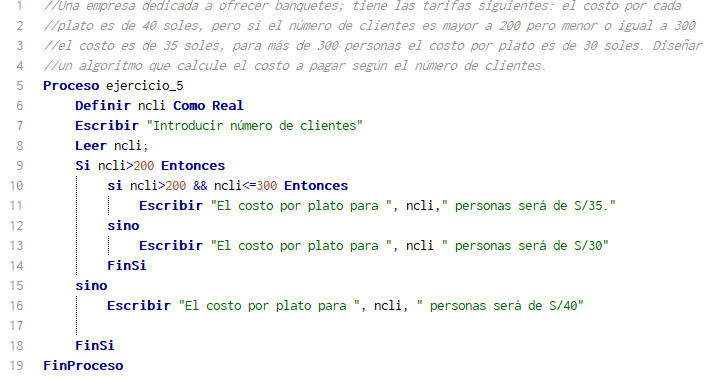 1 //Una empresa dedicada a ofrecer banquetes; tiene las tarifas siguientes: el costo por cada
2 //plato es de 40 soles, pero si el número de clientes es mayor a 200 pero menor o igual a 300
3 //el costo es de 35 soles, para más de 300 personas el costo por plato es de 30 soles. Diseñar
4 //un algoritmo que calcule el costo a pagar según el número de clientes.
5 Proceso ejercicio_5
6 Definir ncli Como Real
7 Escribir "Introducir número de clientes"
8 Leer ncli;
9 Si ncli>200 Entonces
10 si ncli>200 && ncli<=300 Entonces
11 Escribir "El costo por plato para ", ncli," personas será de S/35."
12 sino
13 Escribir "El costo por plato para ", ncli " personas será de S/30"
14 FinSi
15 sino
16 Escribir "El costo por plato para ", ncli, " personas será de S/40"
17
18 FinSi
19 FinProceso